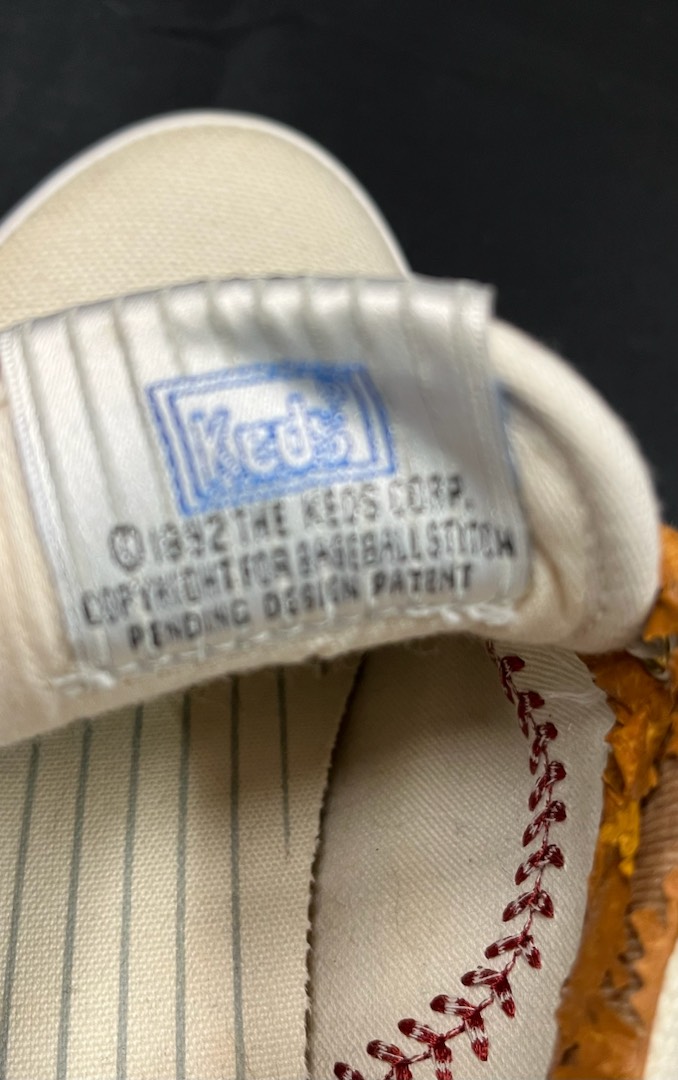 Keds
©1992 THE KEDS CORP.
COPYRIGHT FOR BASEBALL STITCH
PENDING DESIGN PATENT